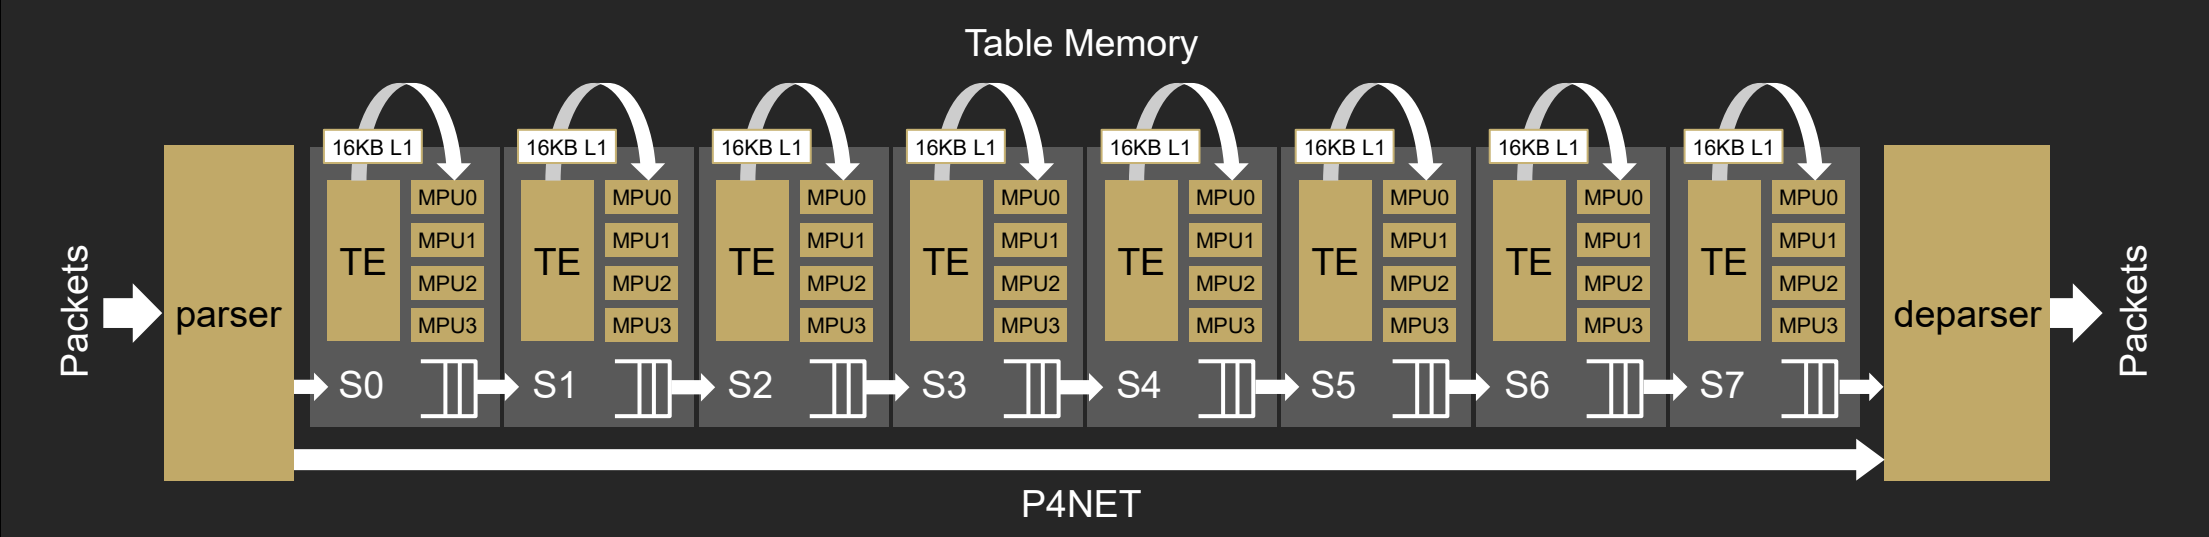 Table Memory
16KB L1
16KB L1
16KB L1
16KB L1
16KB L1
16KB L1
16KB L1
16KB L1
Packets
parser
TE
MPU0
MPU1
MPU2
MPU3
S0
TE
MPU0
MPU1
MPU2
MPU3
S1
TE
MPU0
MPU1
MPU2
MPU3
S2
TE
MPU0
MPU1
MPU2
MPU3
S3
TE
MPU0
MPU1
MPU2
MPU3
S4
TE
MPU0
MPU1
MPU2
MPU3
S5
TE
MPU0
MPU1
MPU2
MPU3
S6
TE
MPU0
MPU1
MPU2
MPU3
S7
deparser
Packets
P4NET